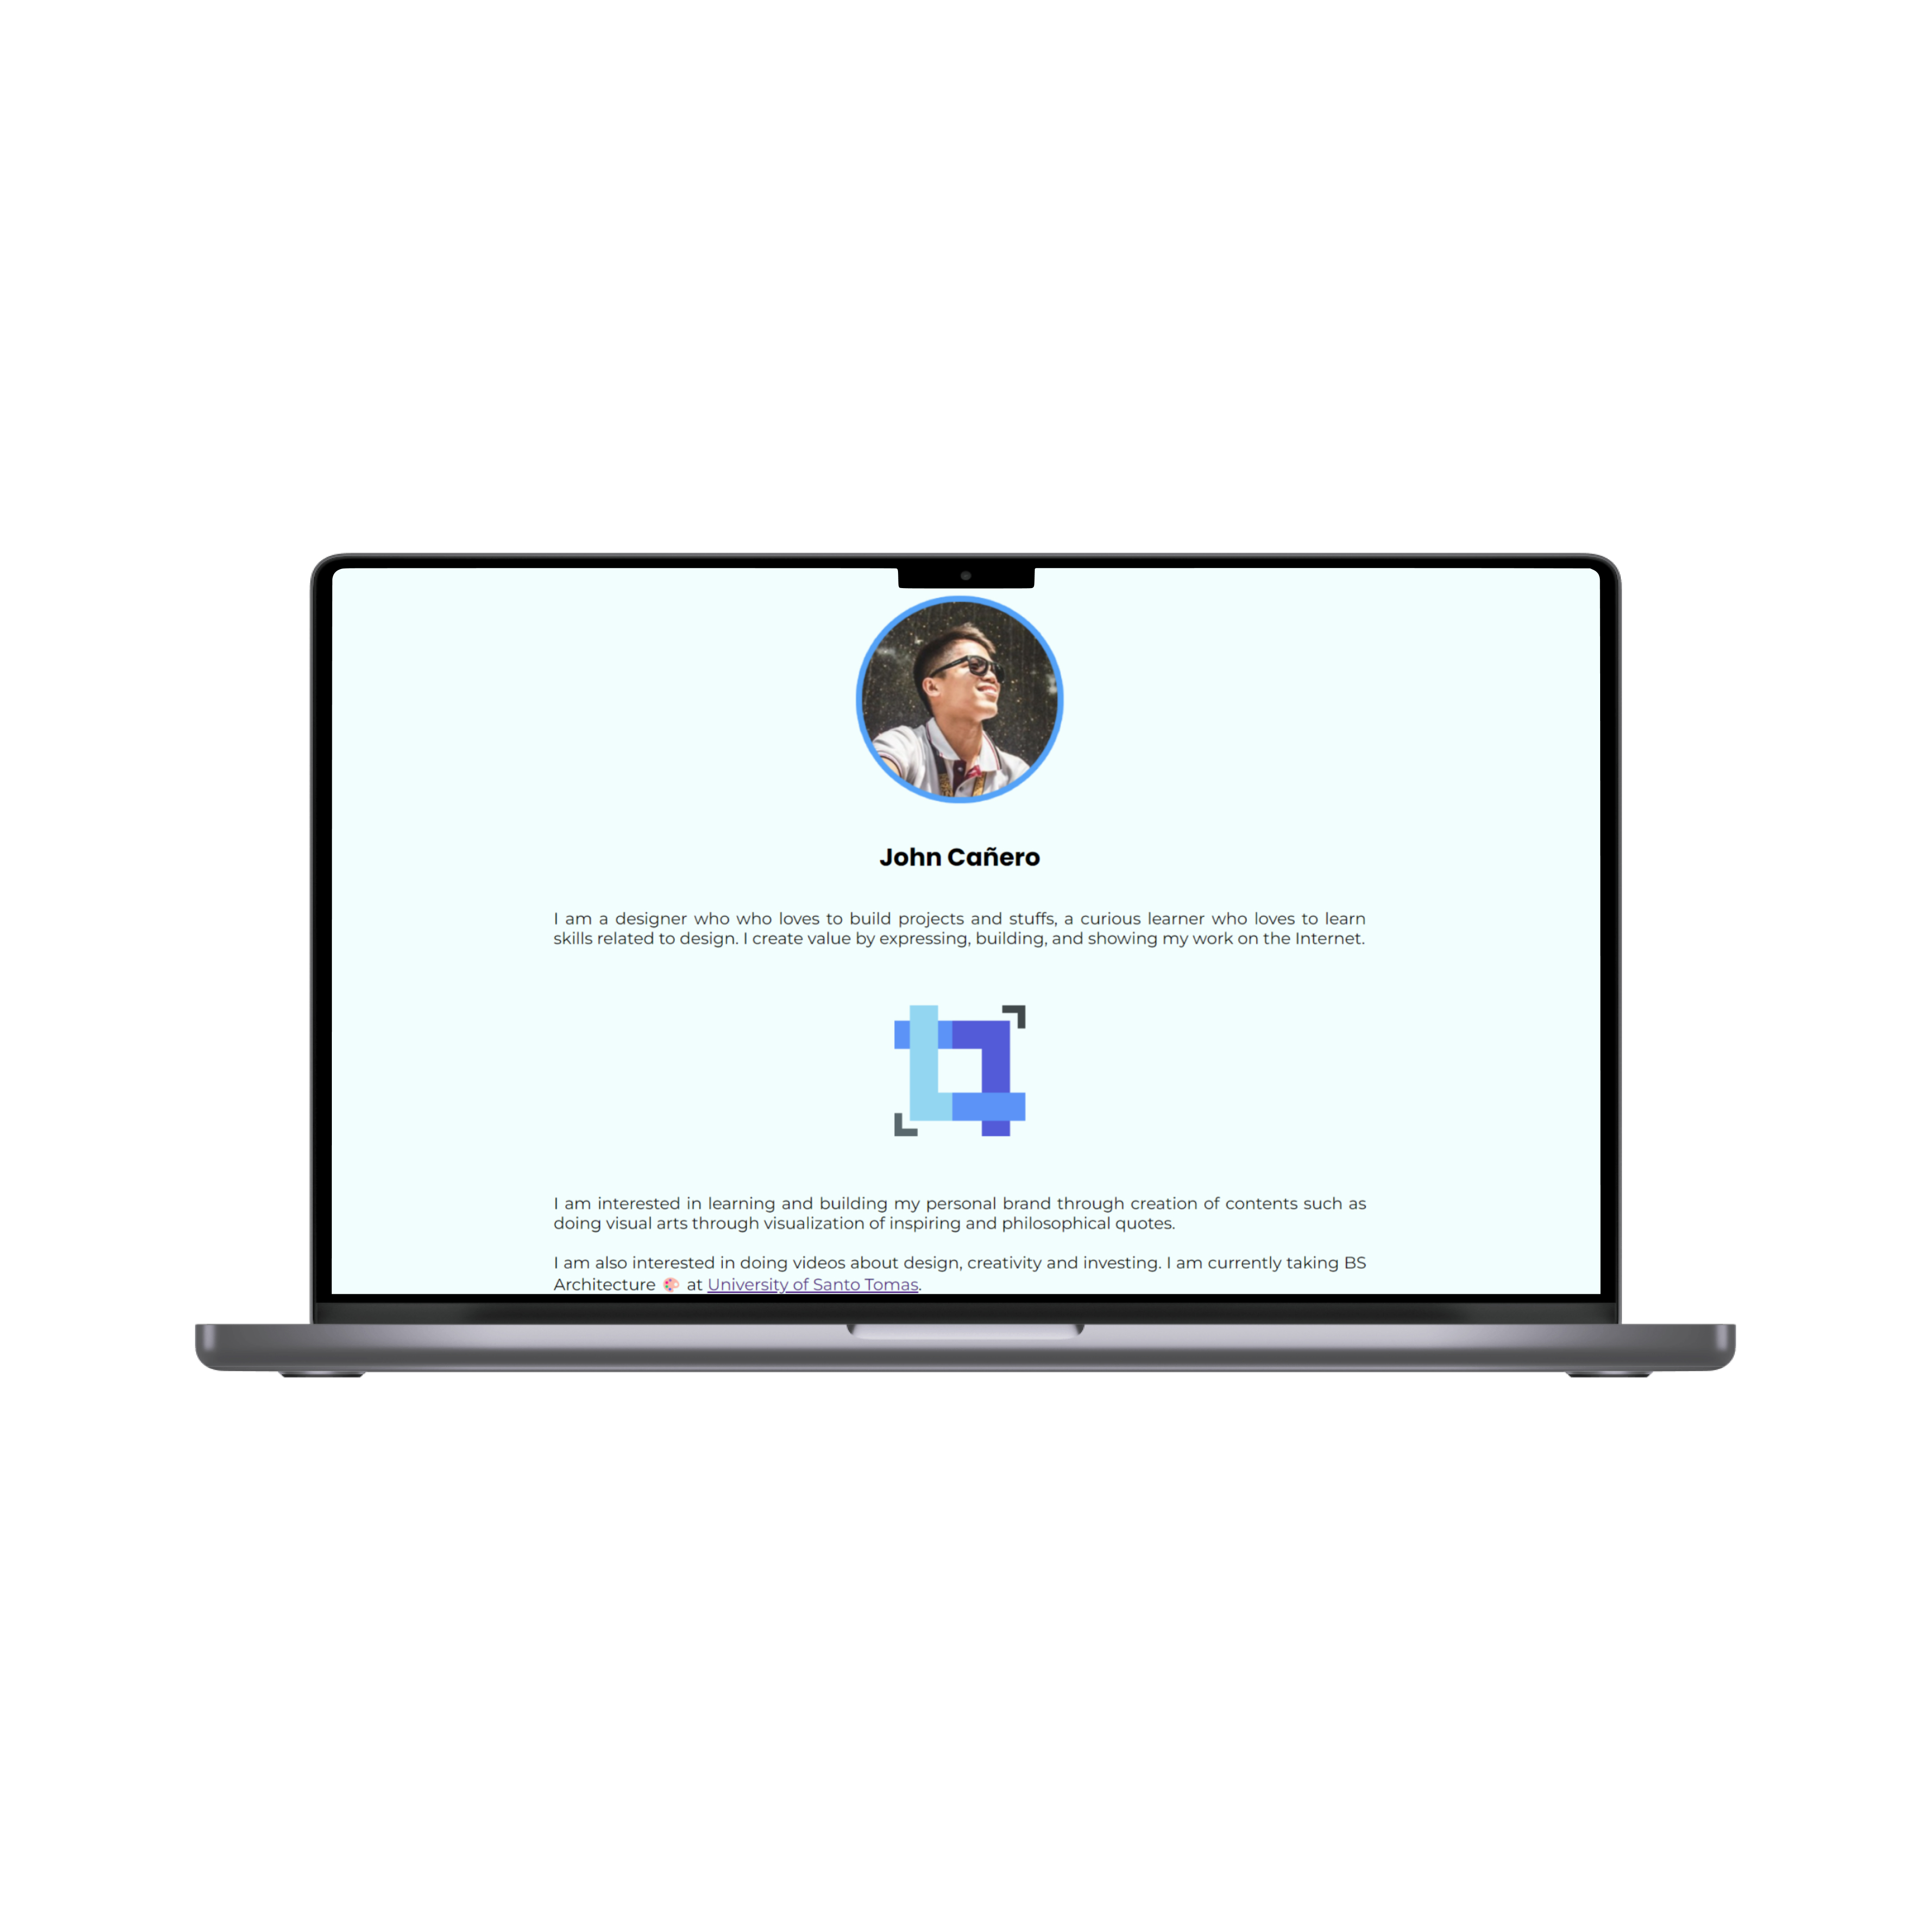 John Cañero
I am a designer who who loves to build projects and stuffs, a curious learner who loves to learn
skills related to design. I create value by expressing, building, and showing my work on the Internet.
I am interested in learning and building my personal brand through creation of contents such as
doing visual arts through visualization of inspiring and philosophical quotes.
I am also interested in doing videos about design, creativity and investing. I am currently taking BS
Architecture 🎨 at University of Santo Tomas.